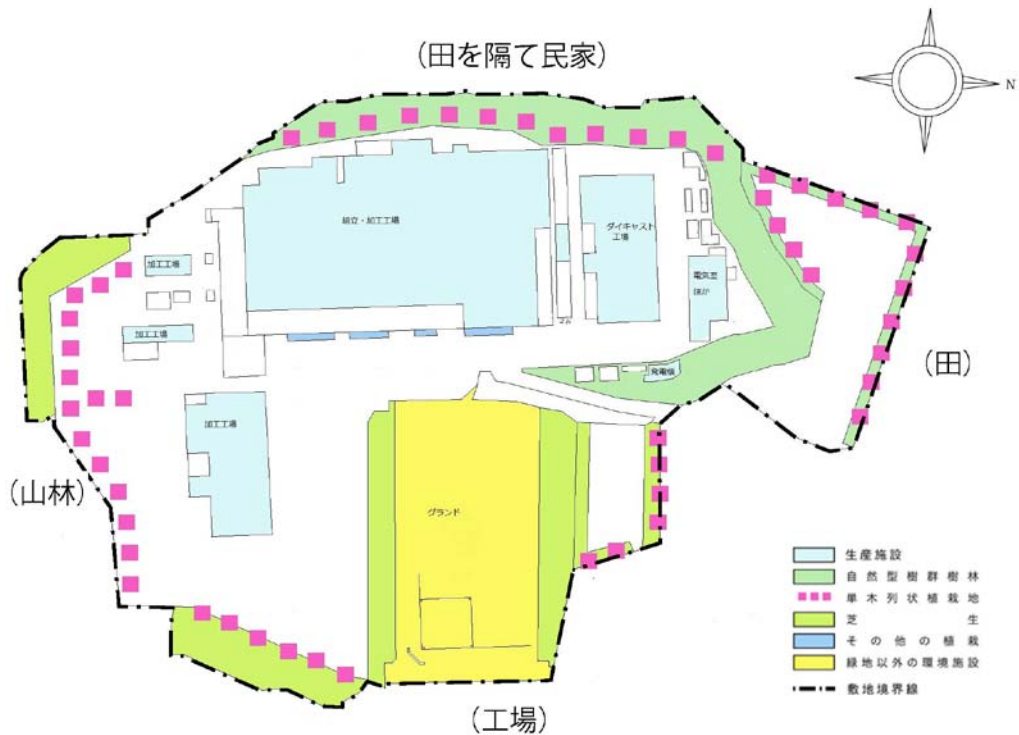 (田を隔て民家)
N
組立・加工工場
ダイキャスト
工場
加工工場
電気室
ほか
加工工場
発電機
(田)
加工工場
(山林)
グランド
生産施設
自然型樹群樹林
単木列状植栽地
芝生
その他の植栽
緑地以外の環境施設
敷地境界線
(工場)